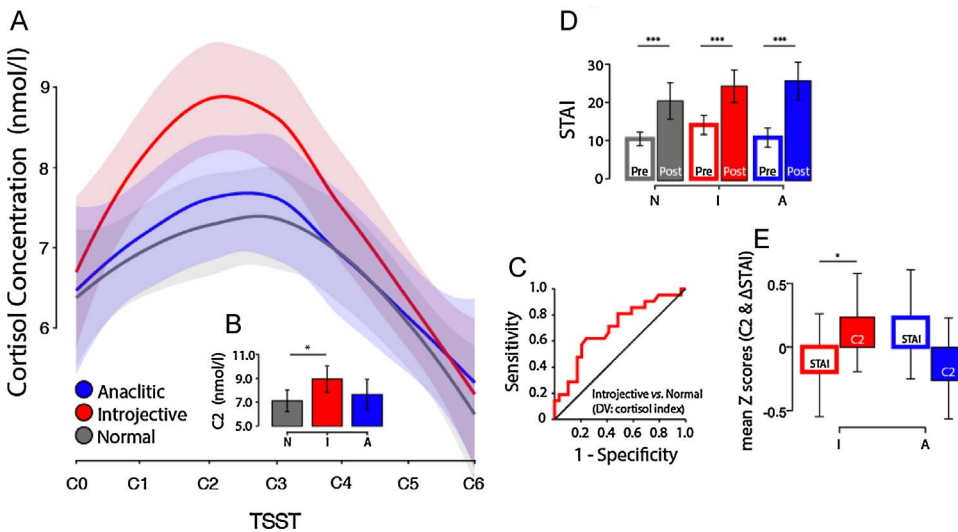 A
Cortisol Concentration (nmol/l)
9
8
7
6
Anaclitic
Introjective
Normal
C0 C1 C2 C3 C4 C5 C6
TSST
B
C2 (nmol/l)
11.0
9.0
7.0
5.0
*
N I A
C
Sensitivity
1.0
0.8
0.6
0.4
0.2
0
Introjective vs. Normal
(DV: cortisol index)
0.2 0.4 0.6 0.8 1.0
1 - Specificity
D
STAI
30
20
10
0
*** *** ***
Pre Post Pre Post Pre Post
N I A
E
mean Z scores (C2 & ΔSTAI)
0.5
0
-0.5
*
STAI C2 STAI C2
I A